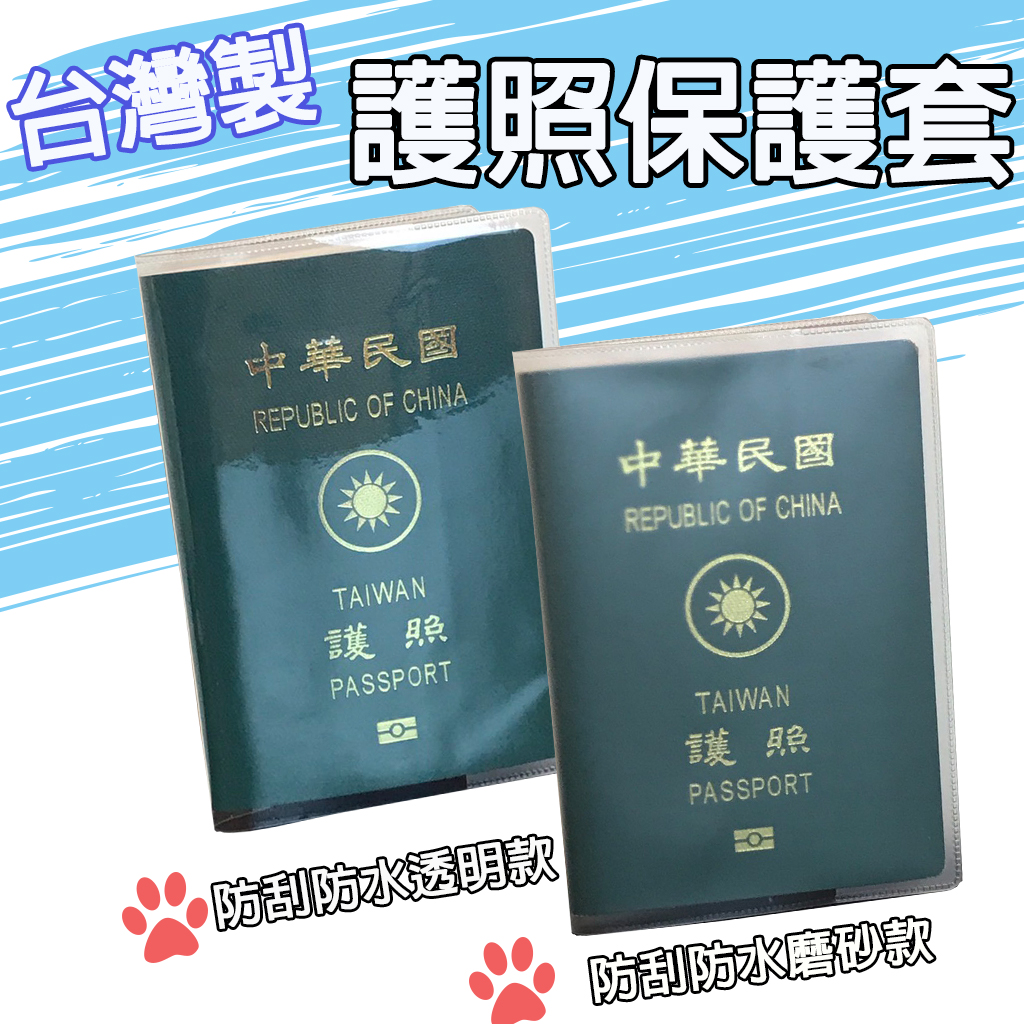 台灣製
護照保護套
中華民國
REPUBLIC OF CHINA
TAIWAN
護照
PASSPORT
中華民國
REPUBLIC OF CHINA
TAIWAN
護照
PASSPORT
防刮防水透明款
防刮防水磨砂款